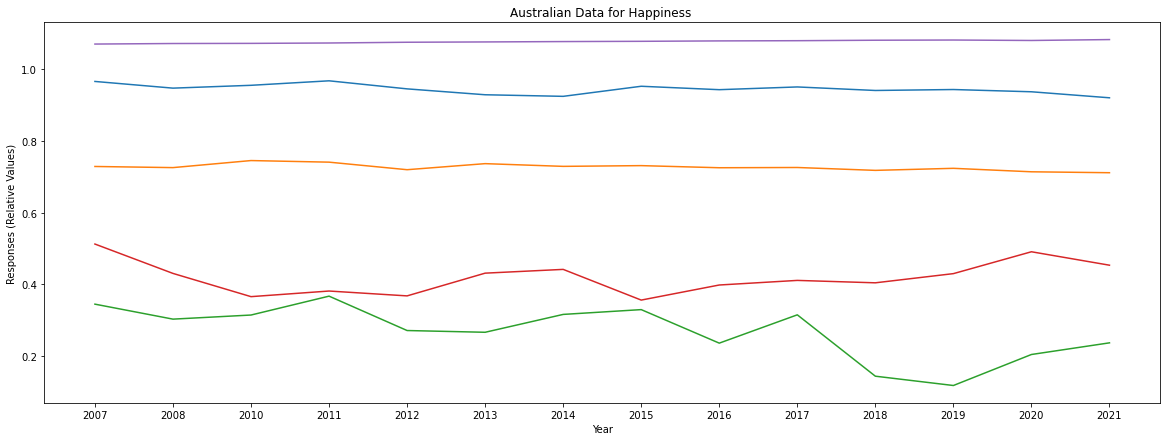 Australian Data for Happiness
Responses (Relative Values)
1.0
0.8
0.6
0.4
0.2
2007 2008 2010 2011 2012 2013 2014 2015 2016 2017 2018 2019 2020 2021
Year